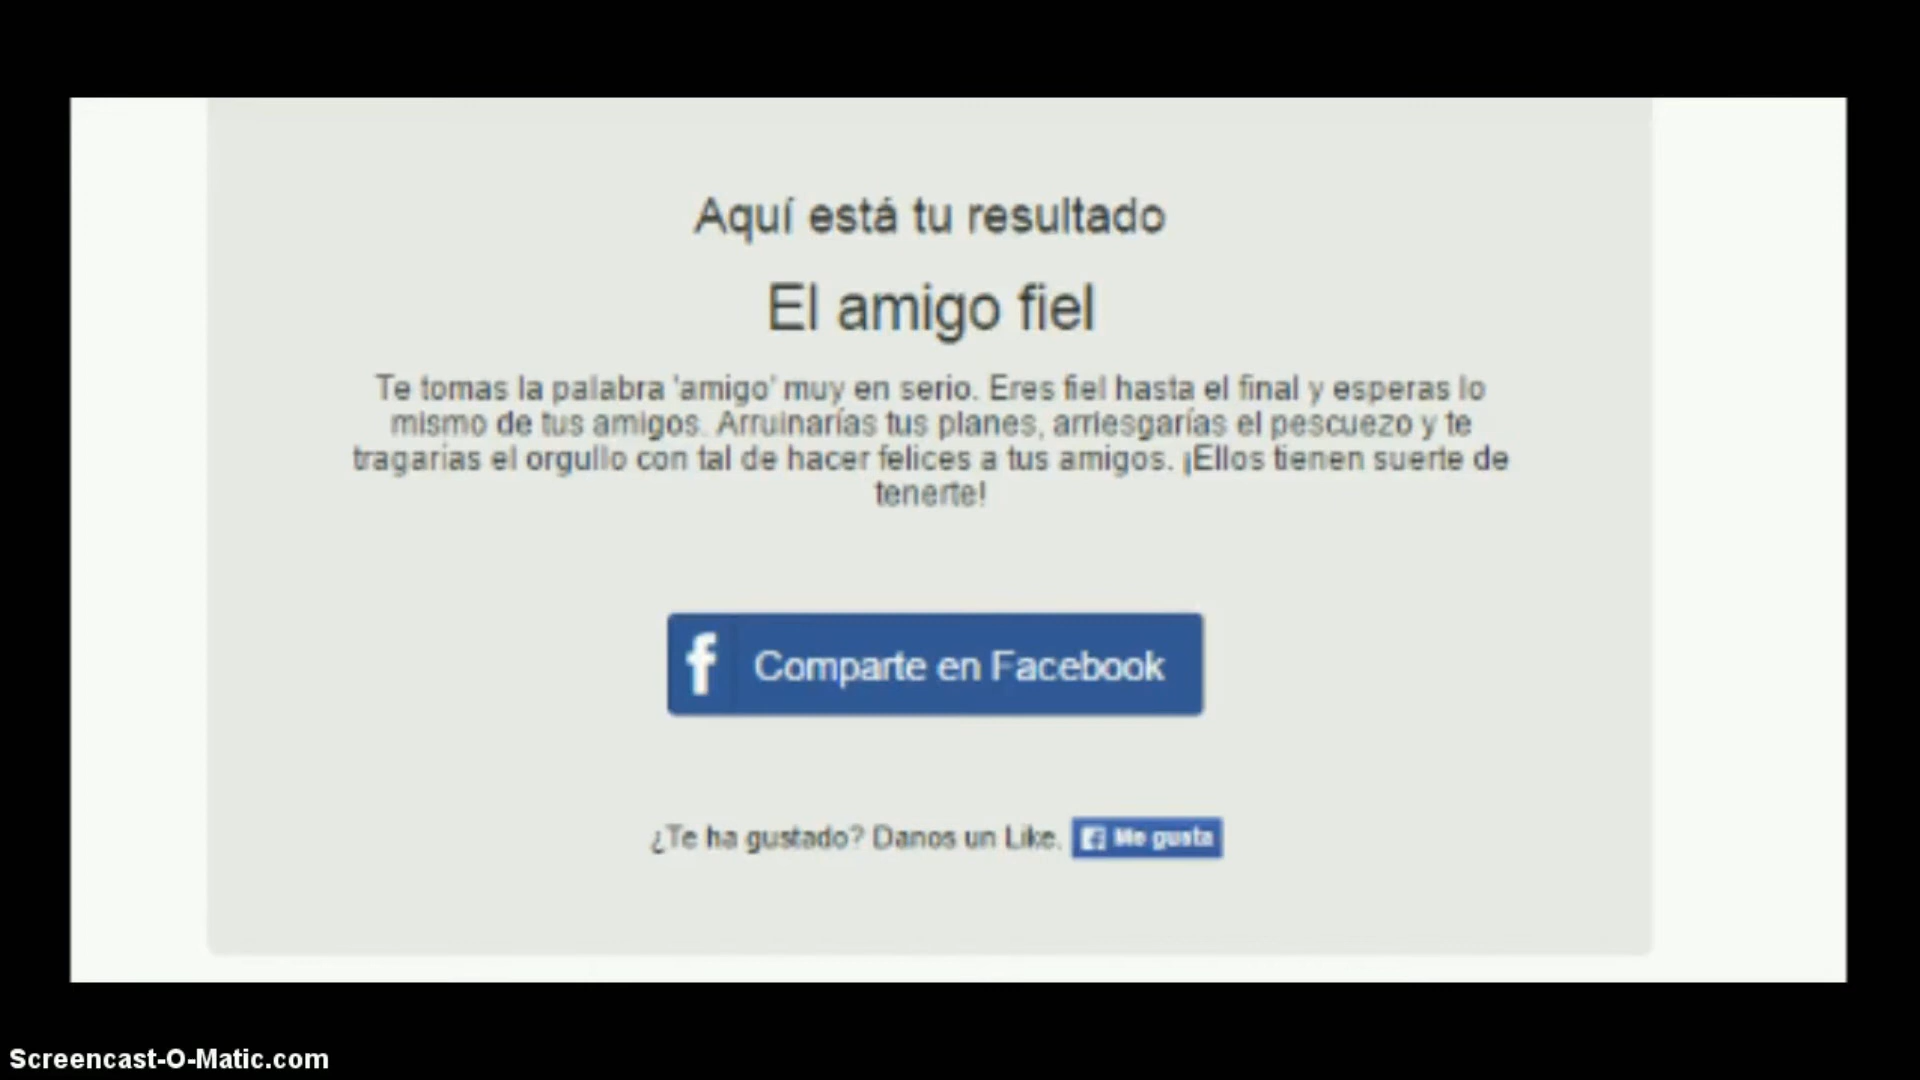 Aquí está tu resultado
El amigo fiel
Te tomas la palabra 'amigo' muy en serio. Eres fiel hasta el final y esperas lo
mismo de tus amigos. Arruinarías tus planes, arriesgarías el pescuezo y te
tragarias el orgullo con tal de hacer felices a tus amigos. ¡Ellos tienen suerte de
tenerte!
f Comparte en Facebook
¿Te ha gustado? Danos un Like. f Me gusta
Screencast-O-Matic.com